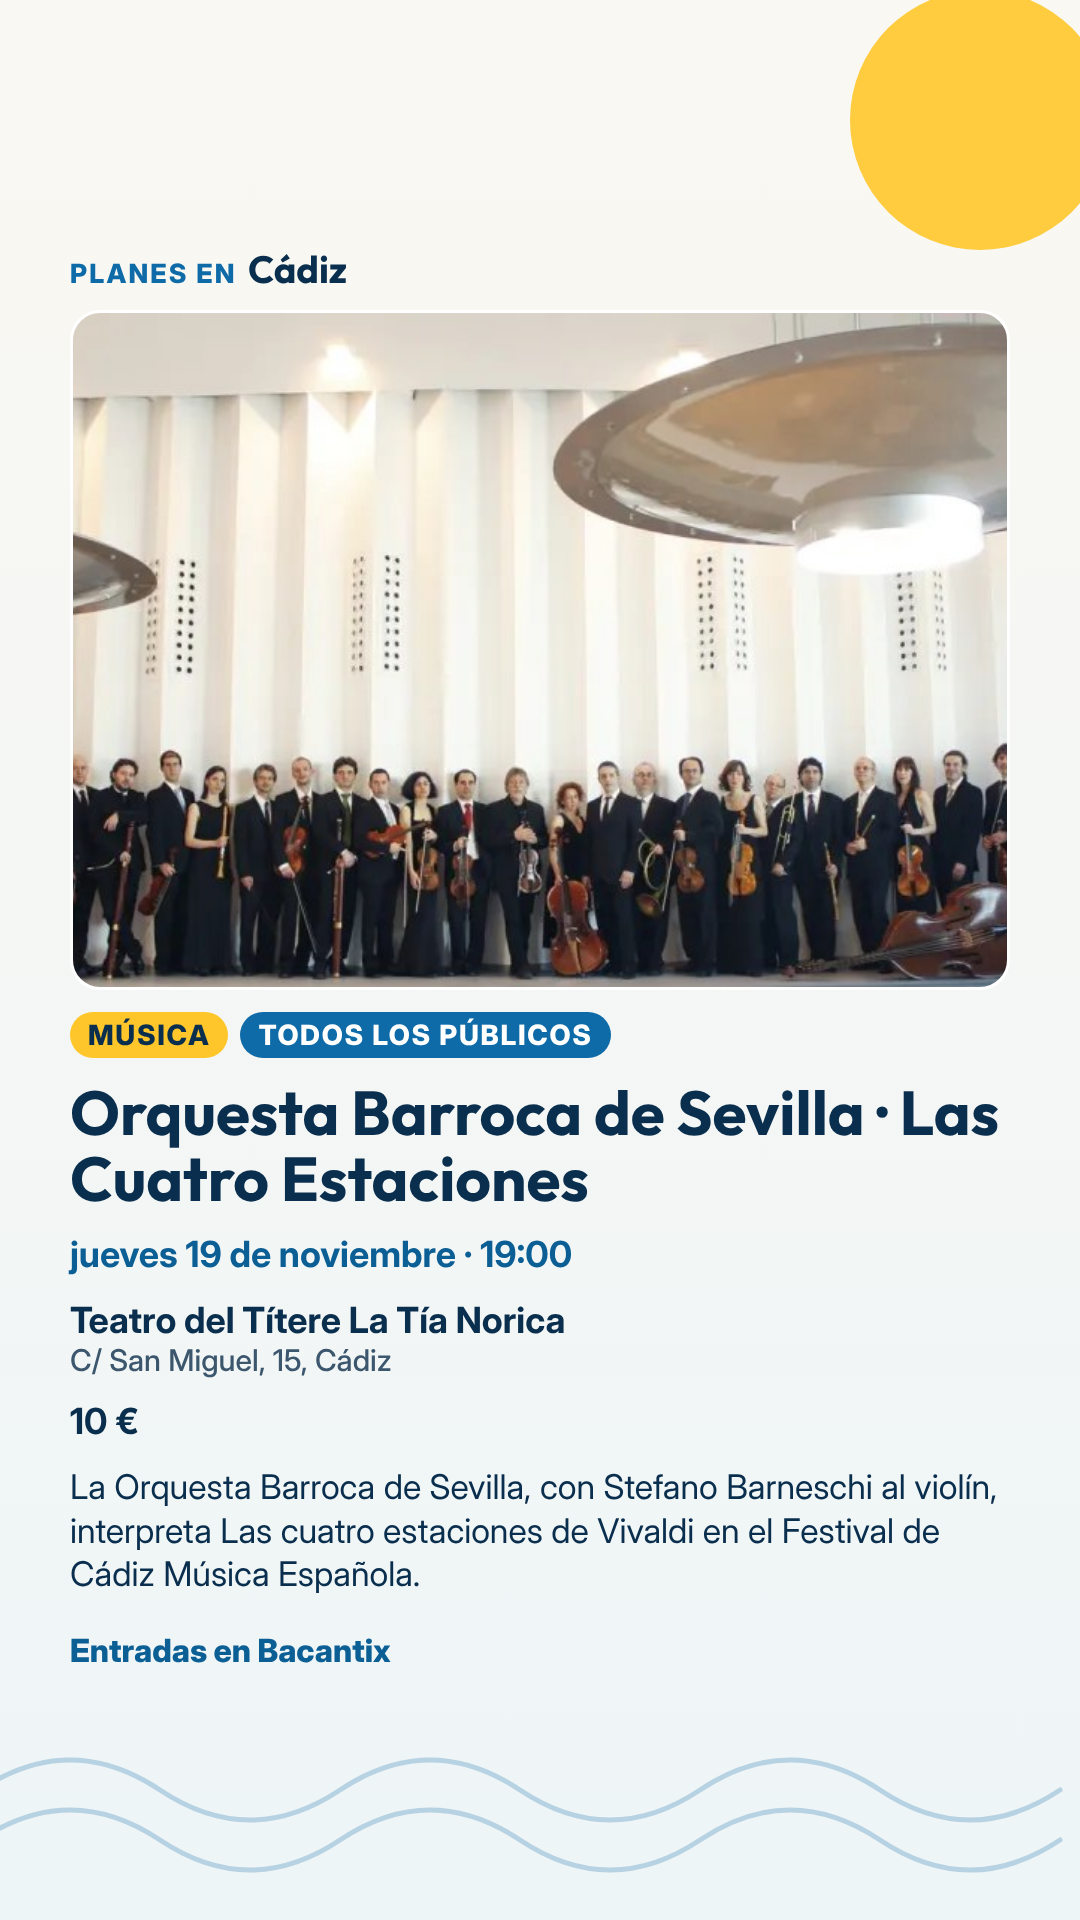 PLANES EN Cádiz
MÚSICA TODOS LOS PÚBLICOS
Orquesta Barroca de Sevilla · Las
Cuatro Estaciones
jueves 19 de noviembre · 19:00
Teatro del Títere La Tía Norica
C/ San Miguel, 15, Cádiz
10 €
La Orquesta Barroca de Sevilla, con Stefano Barneschi al violín,
interpreta Las cuatro estaciones de Vivaldi en el Festival de
Cádiz Música Española.
Entradas en Bacantix